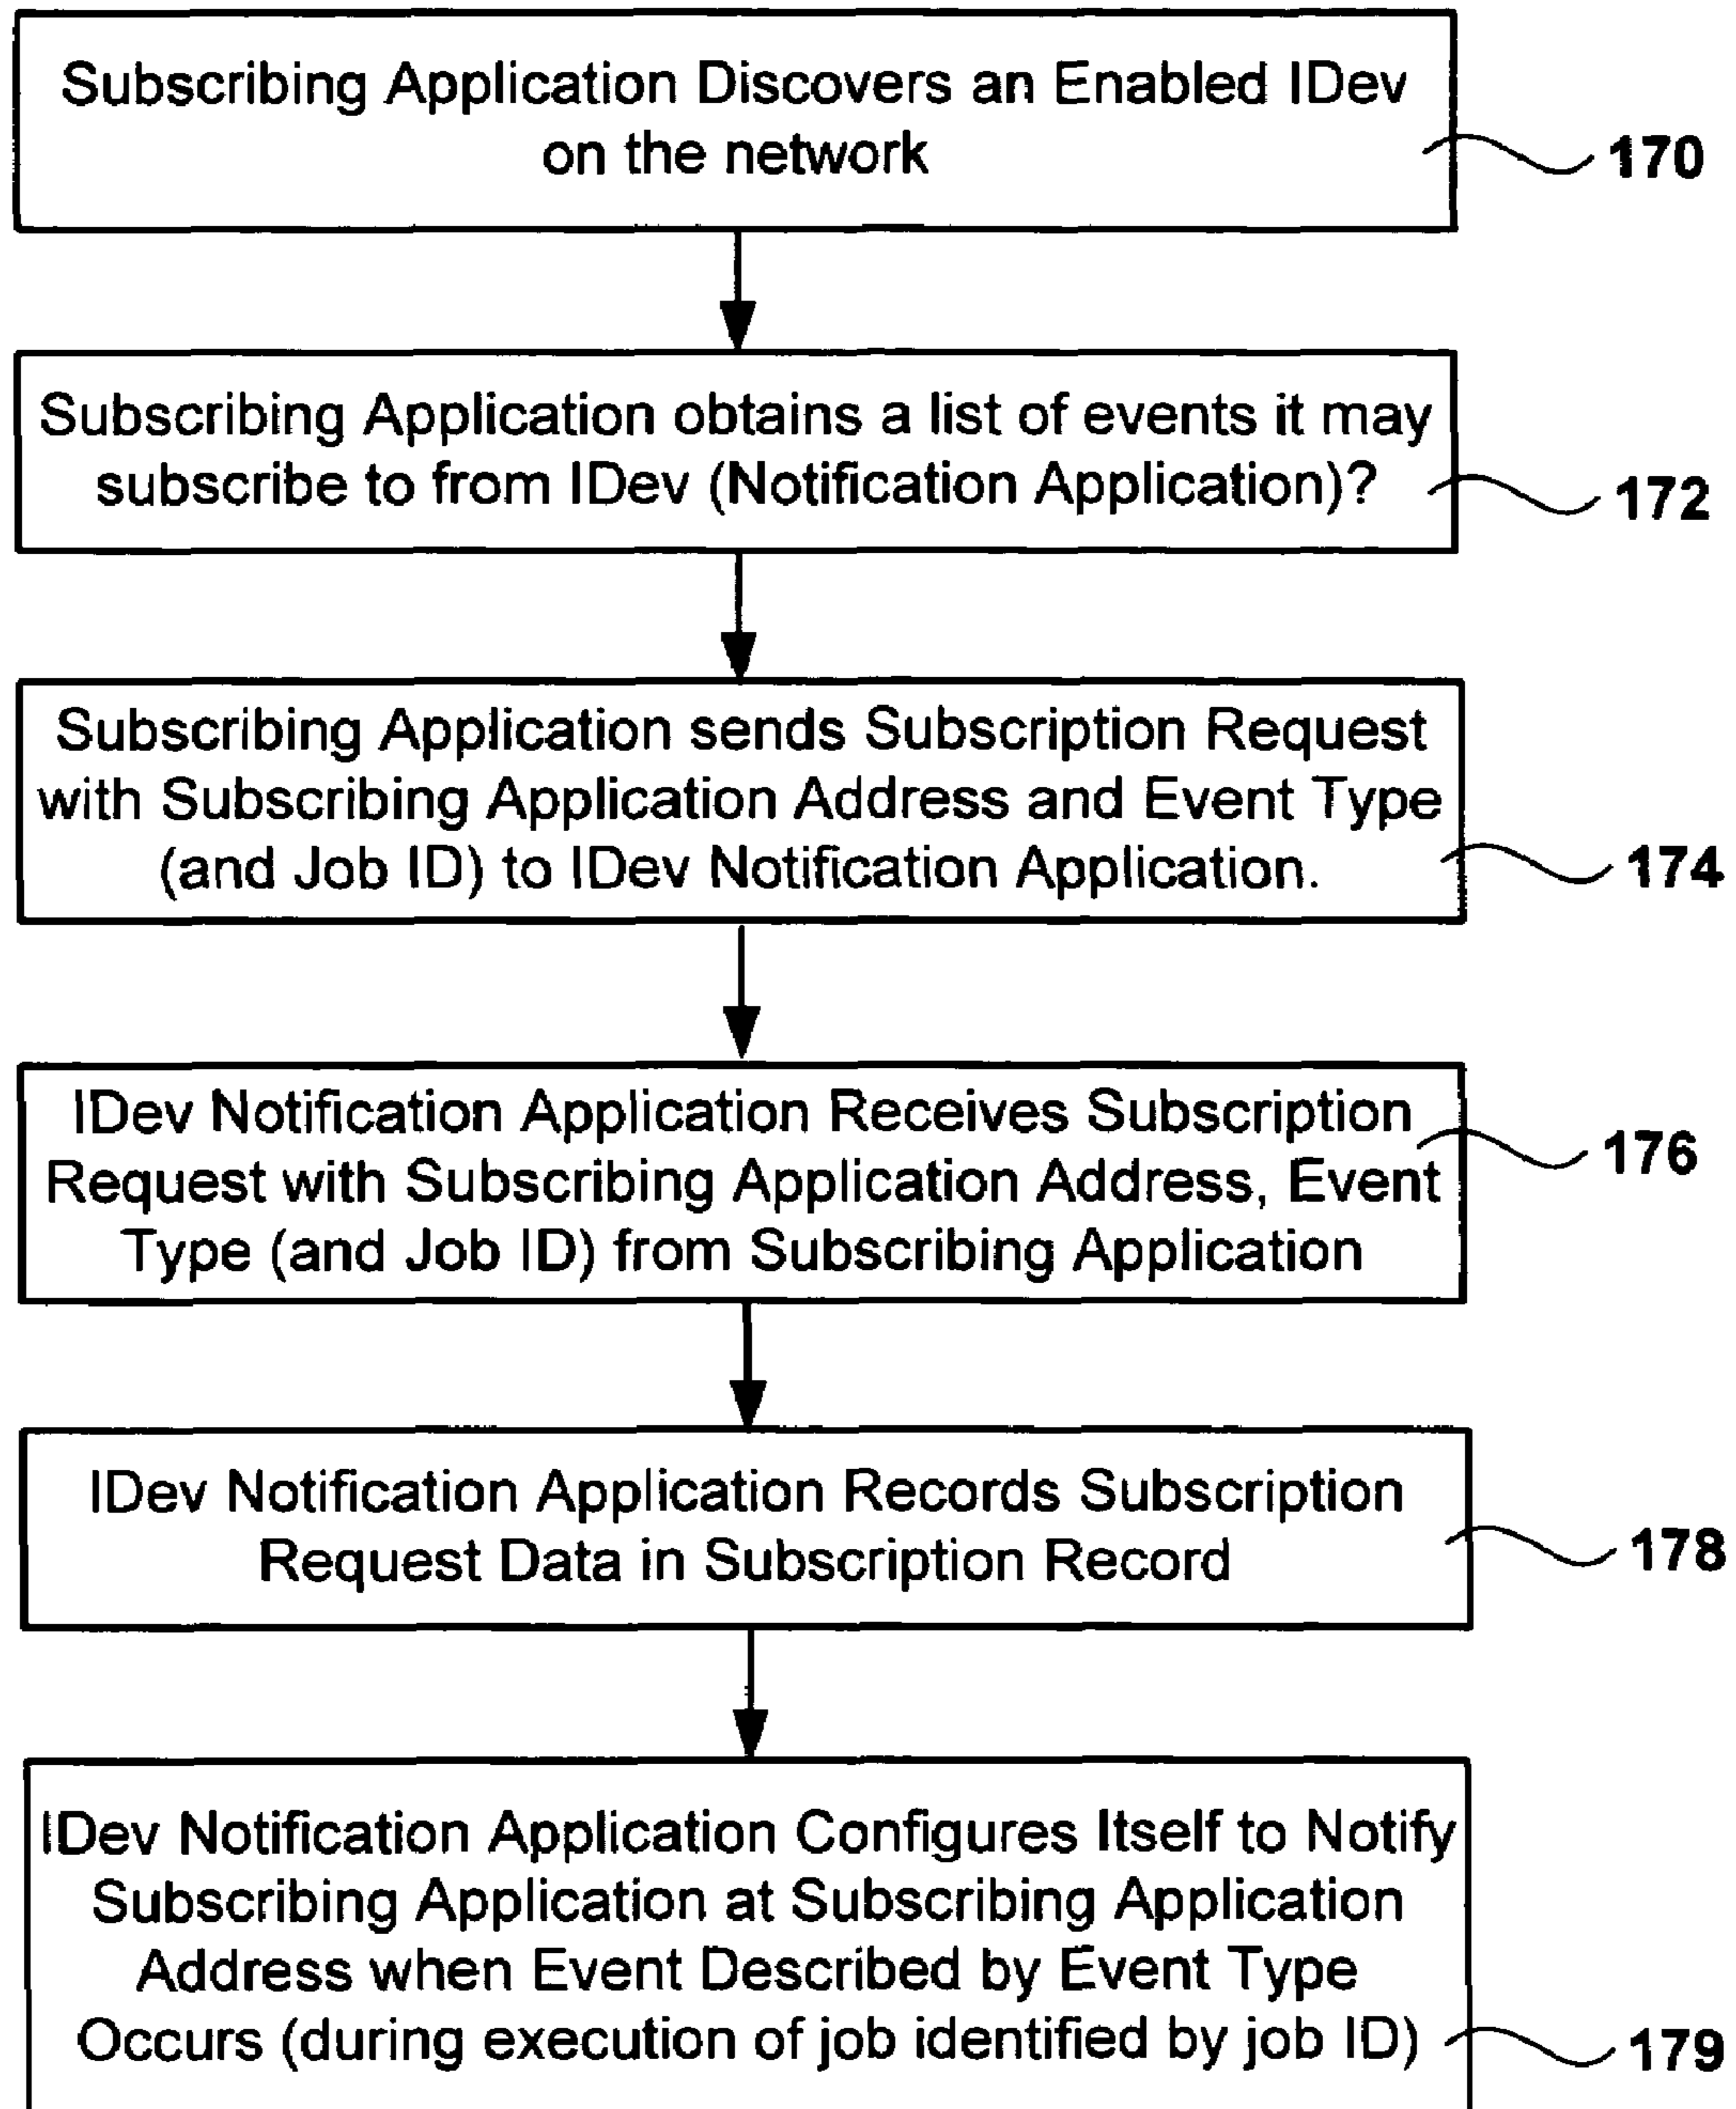 Subscribing Application Discovers an Enabled IDev
on the network
170
Subscribing Application obtains a list of events it may
subscribe to from IDev (Notification Application)?
172
Subscribing Application sends Subscription Request
with Subscribing Application Address and Event Type
(and Job ID) to IDev Notification Application.
174
IDev Notification Application Receives Subscription
Request with Subscribing Application Address, Event
Type (and Job ID) from Subscribing Application
176
IDev Notification Application Records Subscription
Request Data in Subscription Record
178
IDev Notification Application Configures Itself to Notify
Subscribing Application at Subscribing Application
Address when Event Described by Event Type
Occurs (during execution of job identified by job ID)
179